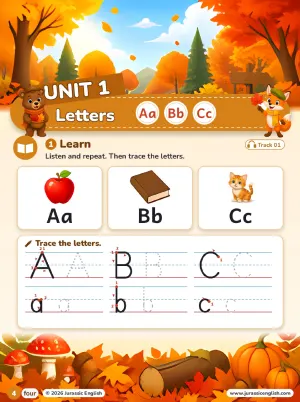 UNIT 1
Letters
Aa Bb Cc
1 Learn
Track 01
Listen and repeat. Then trace the letters.
Aa Bb Cc
Trace the letters.
A A B B C C
a a b b c c
4 four © 2026 Jurassic English www.jurassicenglish.com